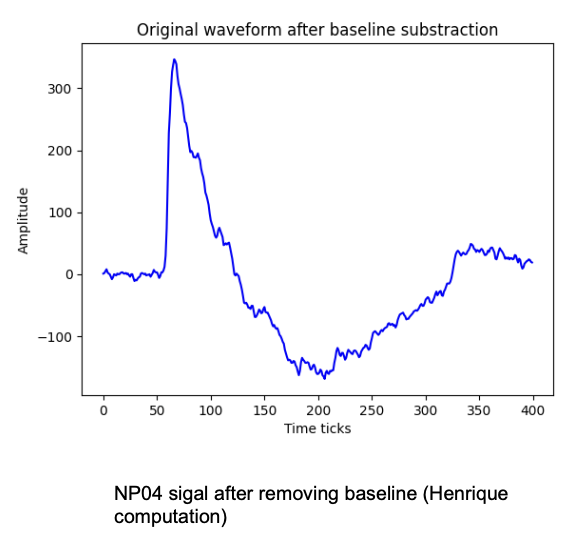 Original waveform after baseline substraction
300
200
100
0
−100
Amplitude
0 50 100 150 200 250 300 350 400
Time ticks
NP04 sigal after removing baseline (Henrique
computation)